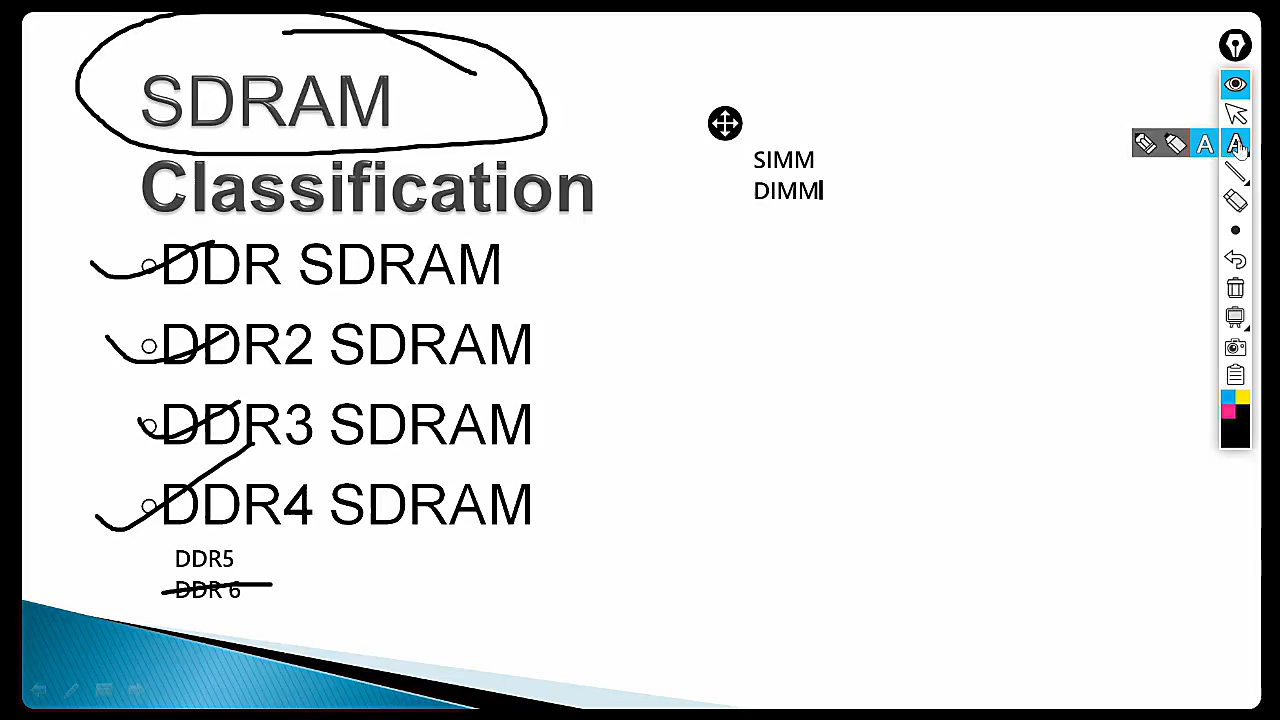 SDRAM
Classification
DDR SDRAM
DDR2 SDRAM
DDR3 SDRAM
DDR4 SDRAM
DDR5
DDR 6
SIMM
DIMM
A
A